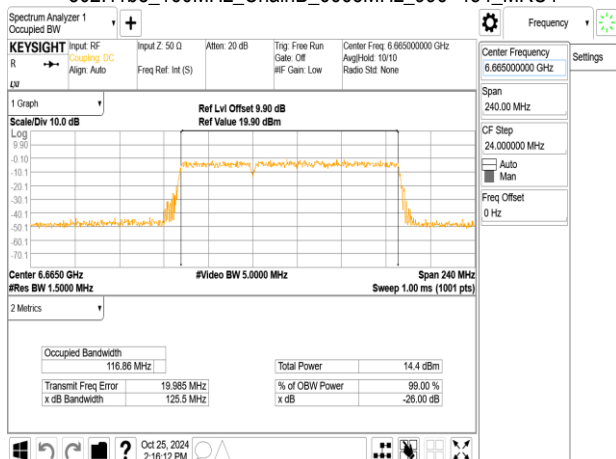 Spectrum Analyzer 1
Occupied BW
Frequency
KEYSIGHT
R
LXI
Input: RF
Coupling: DC
Align: Auto
Input Z: 50 Ω
Freq Ref: Int (S)
Atten: 20 dB
Trig: Free Run
Gate: Off
#IF Gain: Low
Center Freq: 6.665000000 GHz
Avg|Hold: 10/10
Radio Std: None
Center Frequency
6.665000000 GHz
Settings
Span
240.00 MHz
CF Step
24.000000 MHz
Auto
Man
Freq Offset
0 Hz
1 Graph
Scale/Div 10.0 dB
Ref Lvl Offset 9.90 dB
Ref Value 19.90 dBm
Log
9.90
-0.10
-10.1
-20.1
-30.1
-40.1
-50.1
-60.1
-70.1
Center 6.6650 GHz
#Video BW 5.0000 MHz
Span 240 MHz
#Res BW 1.5000 MHz
Sweep 1.00 ms (1001 pts)
2 Metrics
Occupied Bandwidth
116.86 MHz
Total Power 14.4 dBm
Transmit Freq Error 19.985 MHz
% of OBW Power 99.00 %
x dB Bandwidth 125.5 MHz
x dB -26.00 dB
Oct 25, 2024
2:16:12 PM